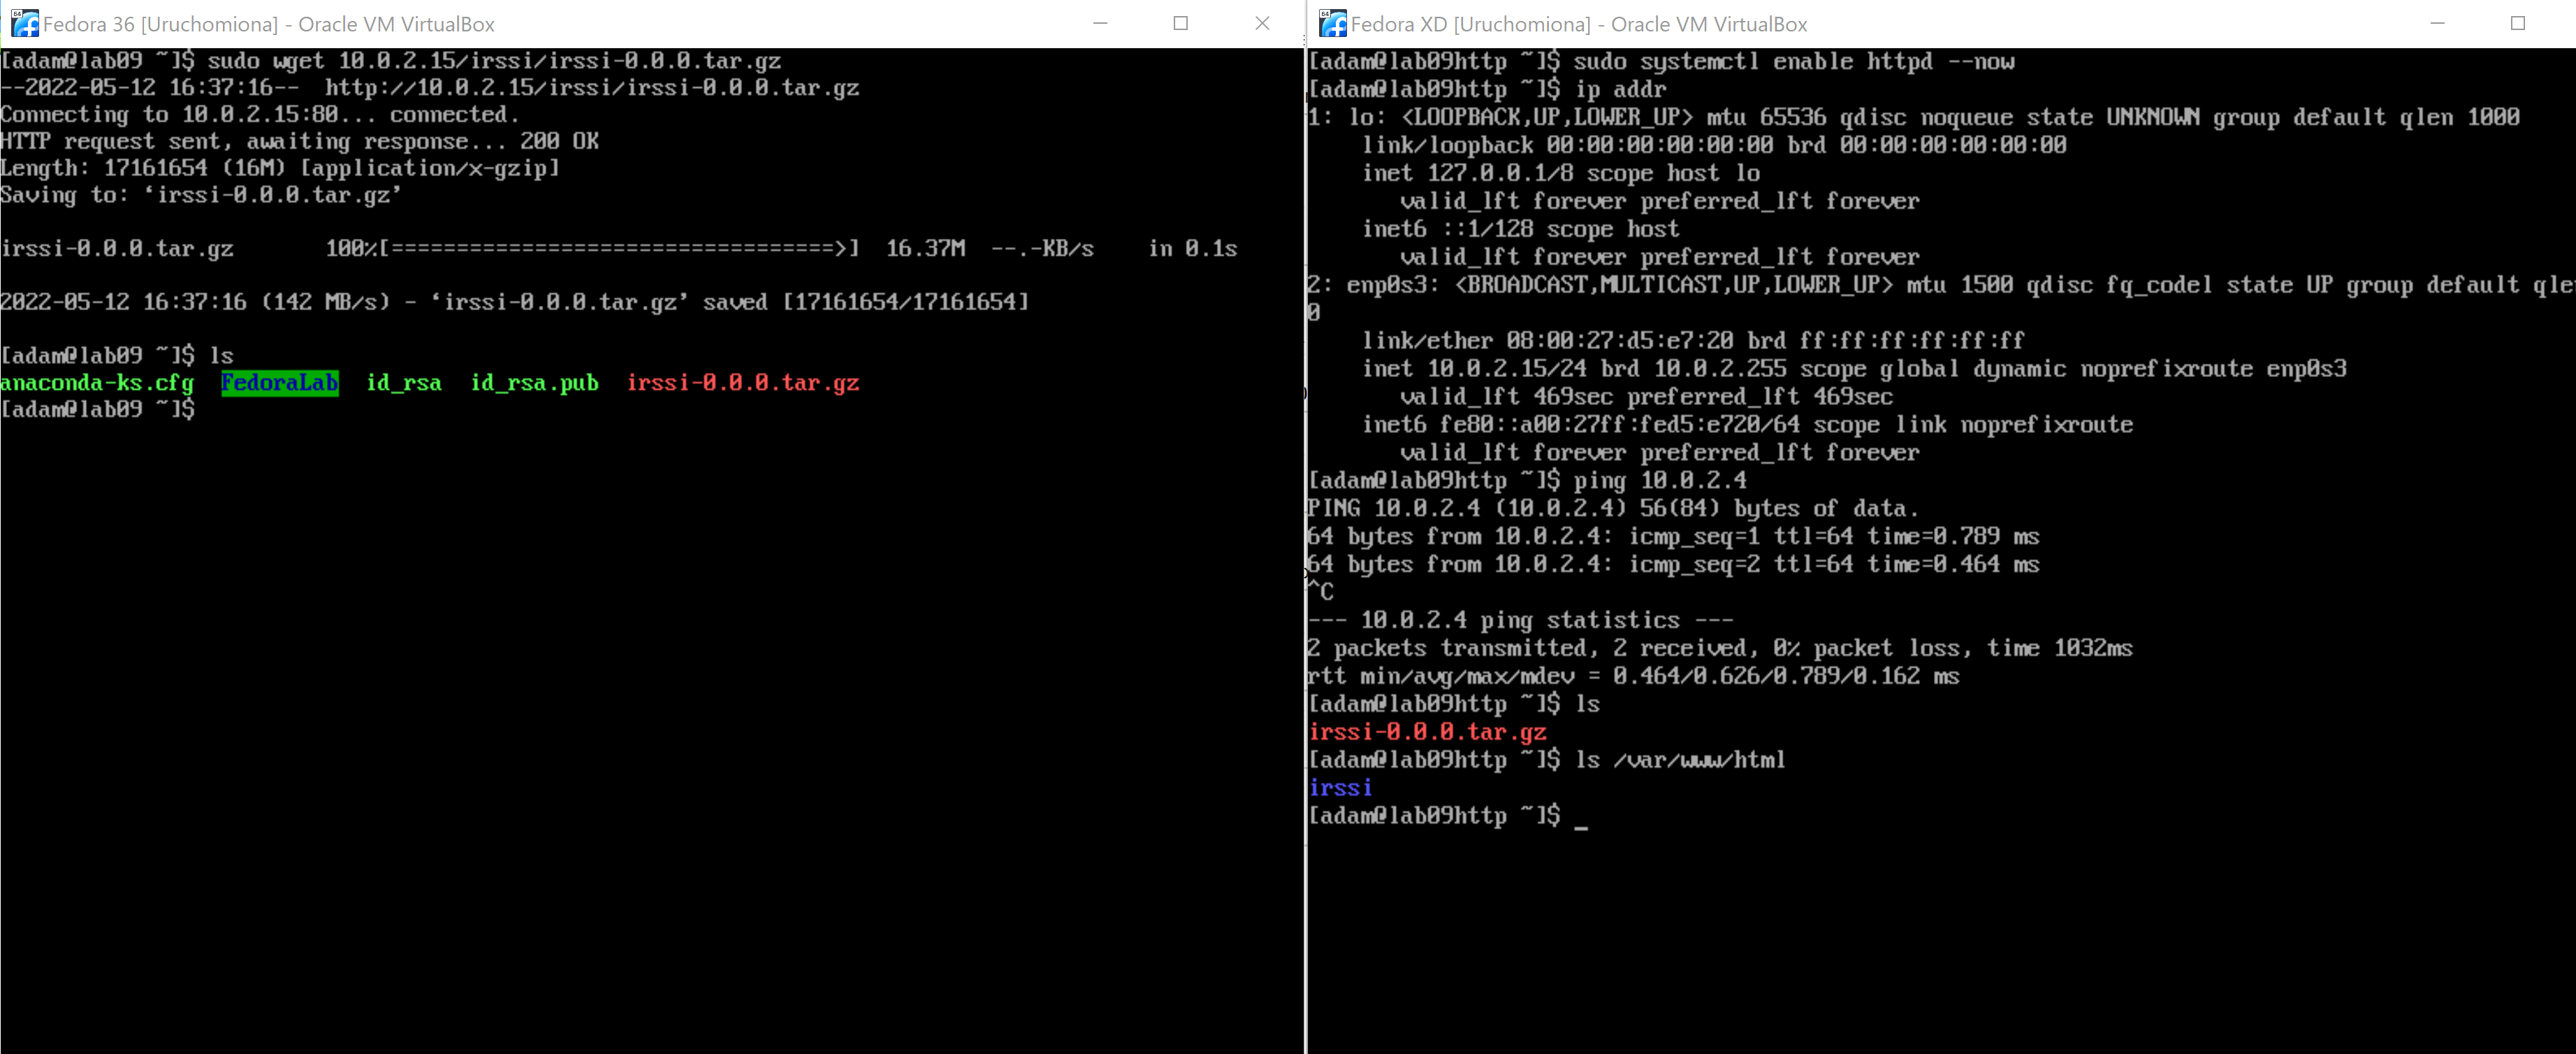 Fedora 36 [Uruchomiona] - Oracle VM VirtualBox
[adam@lab09 ~]$ sudo wget 10.0.2.15/irssi/irssi-0.0.0.tar.gz
--2022-05-12 16:37:16--  http://10.0.2.15/irssi/irssi-0.0.0.tar.gz
Connecting to 10.0.2.15:80... connected.
HTTP request sent, awaiting response... 200 OK
Length: 17161654 (16M) [application/x-gzip]
Saving to: ‘irssi-0.0.0.tar.gz’
irssi-0.0.0.tar.gz       100%[==================================>]  16.37M  --.-KB/s    in 0.1s
2022-05-12 16:37:16 (142 MB/s) - ‘irssi-0.0.0.tar.gz’ saved [17161654/17161654]
[adam@lab09 ~]$ ls
anaconda-ks.cfg  FedoraLab  id_rsa  id_rsa.pub  irssi-0.0.0.tar.gz
[adam@lab09 ~]$
Fedora XD [Uruchomiona] - Oracle VM VirtualBox
[adam@lab09http ~]$ sudo systemctl enable httpd --now
[adam@lab09http ~]$ ip addr
1: lo: <LOOPBACK,UP,LOWER_UP> mtu 65536 qdisc noqueue state UNKNOWN group default qlen 1000
    link/loopback 00:00:00:00:00:00 brd 00:00:00:00:00:00
    inet 127.0.0.1/8 scope host lo
       valid_lft forever preferred_lft forever
    inet6 ::1/128 scope host
       valid_lft forever preferred_lft forever
2: enp0s3: <BROADCAST,MULTICAST,UP,LOWER_UP> mtu 1500 qdisc fq_codel state UP group default qle
0
    link/ether 08:00:27:d5:e7:20 brd ff:ff:ff:ff:ff:ff
    inet 10.0.2.15/24 brd 10.0.2.255 scope global dynamic noprefixroute enp0s3
       valid_lft 469sec preferred_lft 469sec
    inet6 fe80::a00:27ff:fed5:e720/64 scope link noprefixroute
       valid_lft forever preferred_lft forever
[adam@lab09http ~]$ ping 10.0.2.4
PING 10.0.2.4 (10.0.2.4) 56(84) bytes of data.
64 bytes from 10.0.2.4: icmp_seq=1 ttl=64 time=0.789 ms
64 bytes from 10.0.2.4: icmp_seq=2 ttl=64 time=0.464 ms
^C
--- 10.0.2.4 ping statistics ---
2 packets transmitted, 2 received, 0% packet loss, time 1032ms
rtt min/avg/max/mdev = 0.464/0.626/0.789/0.162 ms
[adam@lab09http ~]$ ls
irssi-0.0.0.tar.gz
[adam@lab09http ~]$ ls /var/www/html
irssi
[adam@lab09http ~]$ _